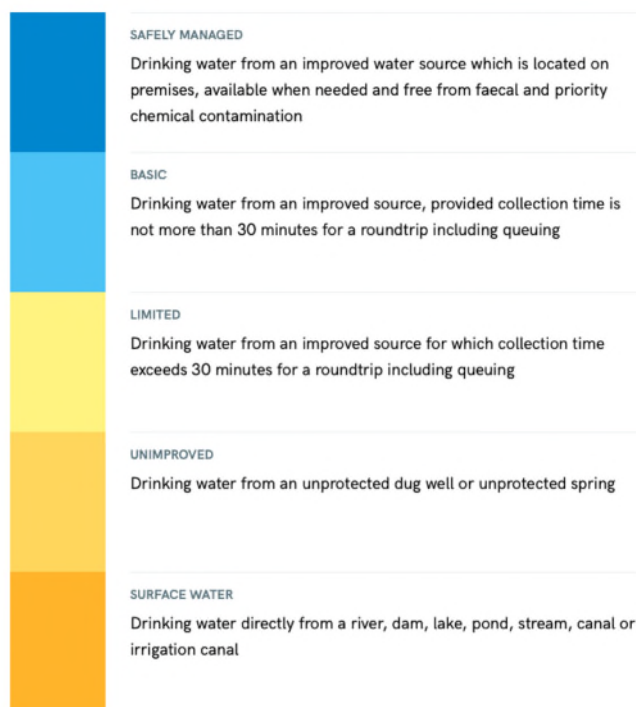 SAFELY MANAGED
Drinking water from an improved water source which is located on
premises, available when needed and free from faecal and priority
chemical contamination
BASIC
Drinking water from an improved source, provided collection time is
not more than 30 minutes for a roundtrip including queuing
LIMITED
Drinking water from an improved source for which collection time
exceeds 30 minutes for a roundtrip including queuing
UNIMPROVED
Drinking water from an unprotected dug well or unprotected spring
SURFACE WATER
Drinking water directly from a river, dam, lake, pond, stream, canal or
irrigation canal